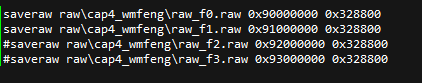 saveraw raw\cap4_wmfeng\raw_f0.raw 0x90000000 0x328800
saveraw raw\cap4_wmfeng\raw_f1.raw 0x91000000 0x328800
#saveraw raw\cap4_wmfeng\raw_f2.raw 0x92000000 0x328800
#saveraw raw\cap4_wmfeng\raw_f3.raw 0x93000000 0x328800